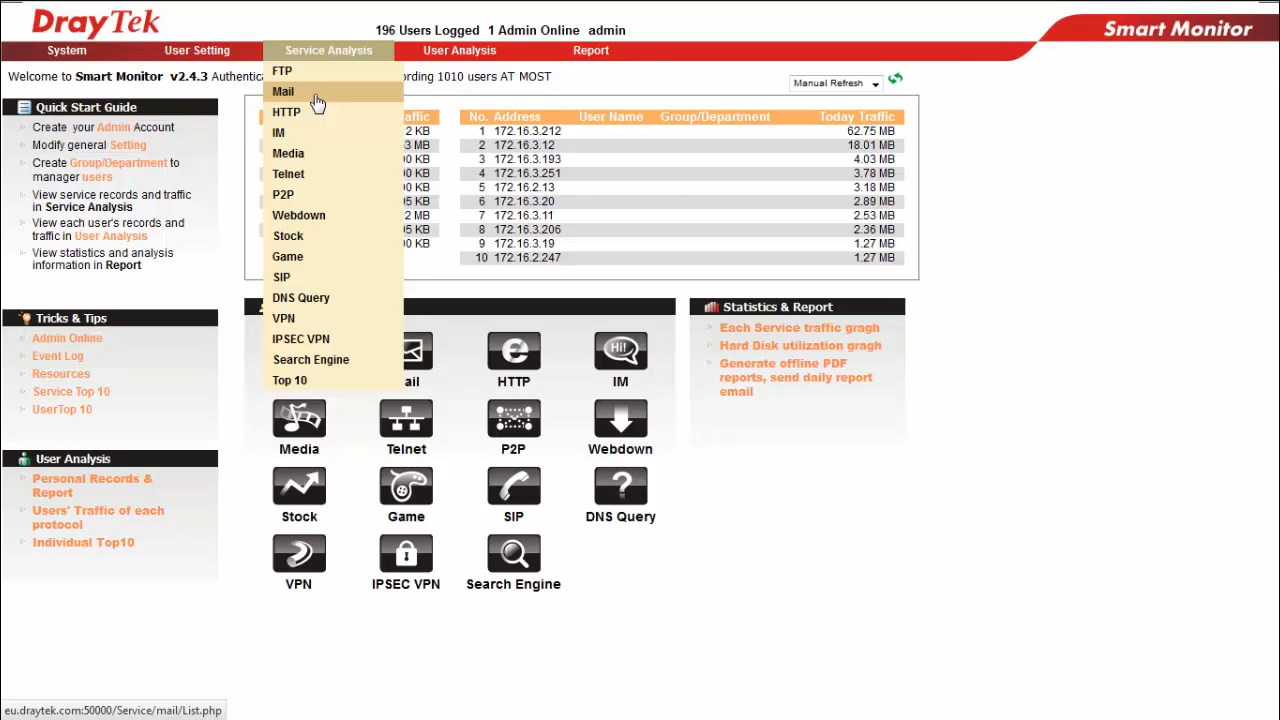 DrayTek
196 Users Logged 1 Admin Online admin
Smart Monitor
System User Setting Service Analysis User Analysis Report
Welcome to Smart Monitor v2.4.3 Authentica
rding 1010 users AT MOST
Manual Refresh
Quick Start Guide
Create your Admin Account
Modify general Setting
Create Group/Department to
manager users
View service records and traffic
in Service Analysis
View each user's records and
traffic in User Analysis
View statistics and analysis
information in Report
Tricks & Tips
Admin Online
Event Log
Resources
Service Top 10
UserTop 10
User Analysis
Personal Records &
Report
Users' Traffic of each
protocol
Individual Top10
FTP
Mail
HTTP
IM
Media
Telnet
P2P
Webdown
Stock
Game
SIP
DNS Query
VPN
IPSEC VPN
Search Engine
Top 10
No. Address User Name Group/Department Today Traffic
1 172.16.3.212 62.75 MB
2 172.16.3.12 18.01 MB
3 172.16.3.193 4.03 MB
4 172.16.3.251 3.78 MB
5 172.16.2.13 3.18 MB
6 172.16.3.20 2.89 MB
7 172.16.3.11 2.53 MB
8 172.16.3.206 2.36 MB
9 172.16.3.19 1.27 MB
10 172.16.2.247 1.27 MB
ail HTTP Hi! IM
Media Telnet P2P Webdown
Stock Game SIP DNS Query
VPN IPSEC VPN Search Engine
Statistics & Report
Each Service traffic gragh
Hard Disk utilization gragh
Generate offline PDF
reports, send daily report
email
eu.draytek.com:50000/Service/mail/List.php